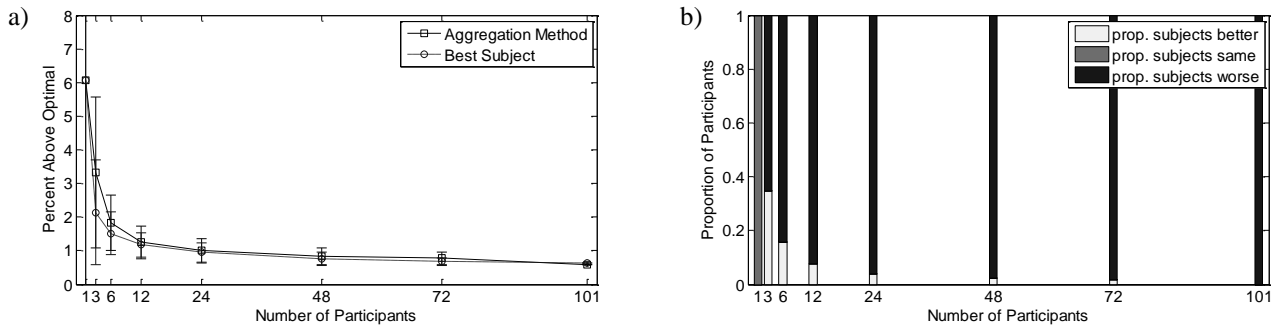 a)
8
7
6
5
4
3
2
1
0
Percent Above Optimal
Aggregation Method
Best Subject
1 3 6 12 24 48 72 101
Number of Participants
b)
1
0.8
0.6
0.4
0.2
0
Proportion of Participants
prop. subjects better
prop. subjects same
prop. subjects worse
1 3 6 12 24 48 72 101
Number of Participants